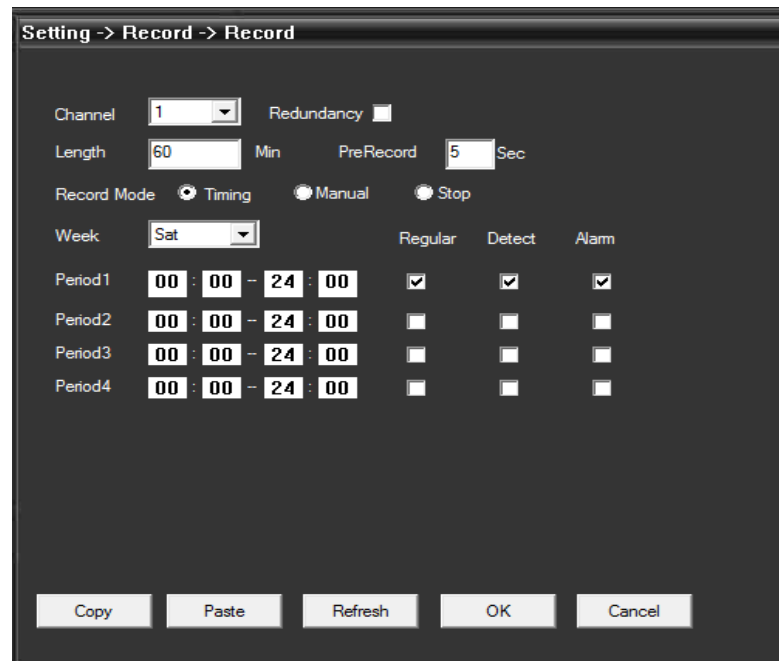 Setting -> Record -> Record
Channel 1 Redundancy
Length 60 Min PreRecord 5 Sec
Record Mode Timing Manual Stop
Week Sat Regular Detect Alarm
Period1 00 : 00 - 24 : 00
Period2 00 : 00 - 24 : 00
Period3 00 : 00 - 24 : 00
Period4 00 : 00 - 24 : 00
Copy Paste Refresh OK Cancel